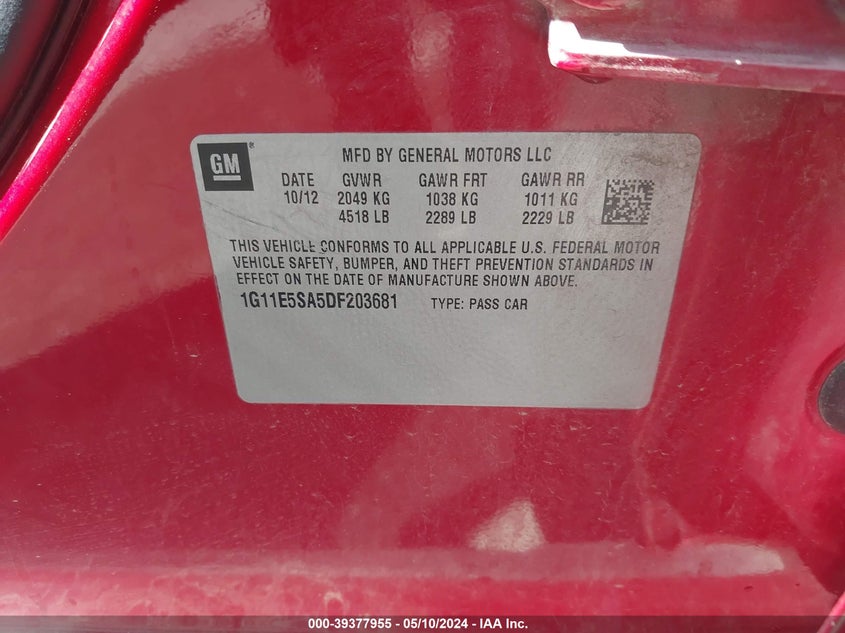 GM ® MFD BY GENERAL MOTORS LLC
DATE GVWR GAWR FRT GAWR RR
10/12 2049 KG 1038 KG 1011 KG
4518 LB 2289 LB 2229 LB
THIS VEHICLE CONFORMS TO ALL APPLICABLE U.S. FEDERAL MOTOR
VEHICLE SAFETY, BUMPER, AND THEFT PREVENTION STANDARDS IN
EFFECT ON THE DATE OF MANUFACTURE SHOWN ABOVE.
1G11E5SA5DF203681 TYPE: PASS CAR
000-39377955 - 05/10/2024 - IAA Inc.